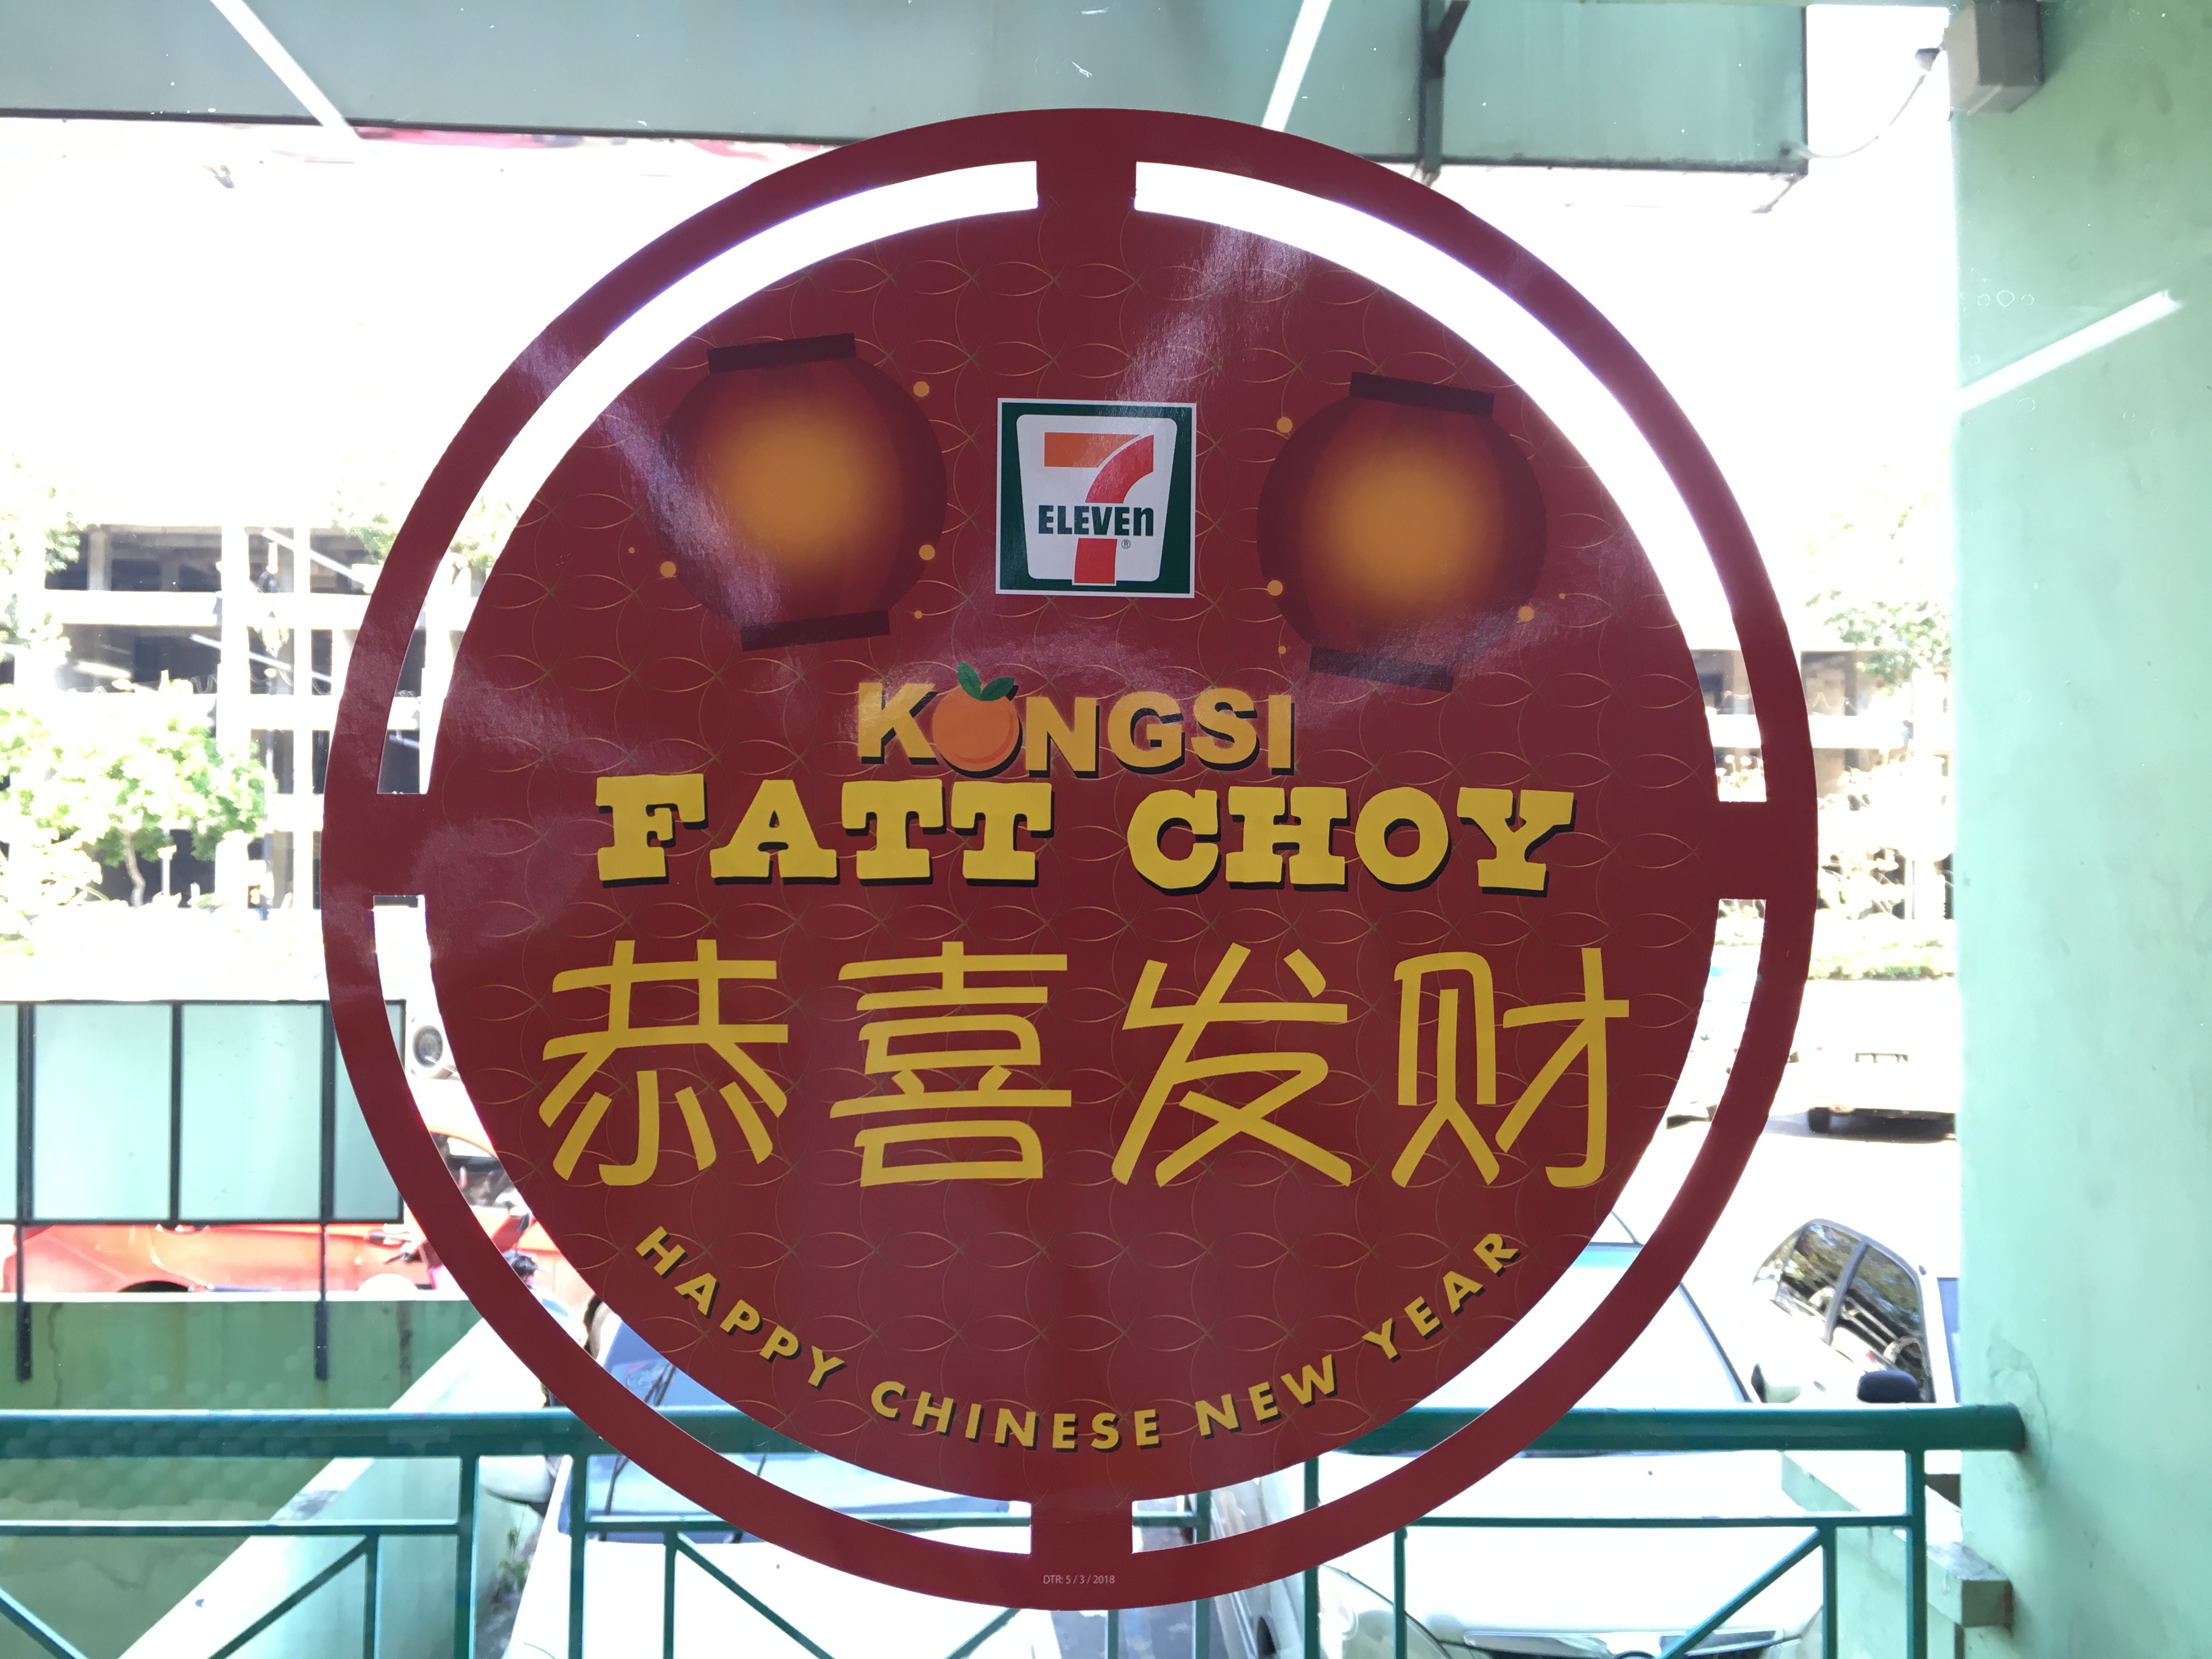 7
ELEVEn
®
KONGSI
FATT CHOY
恭喜发财
HAPPY CHINESE NEW YEAR
DTR: 5 / 3 / 2018